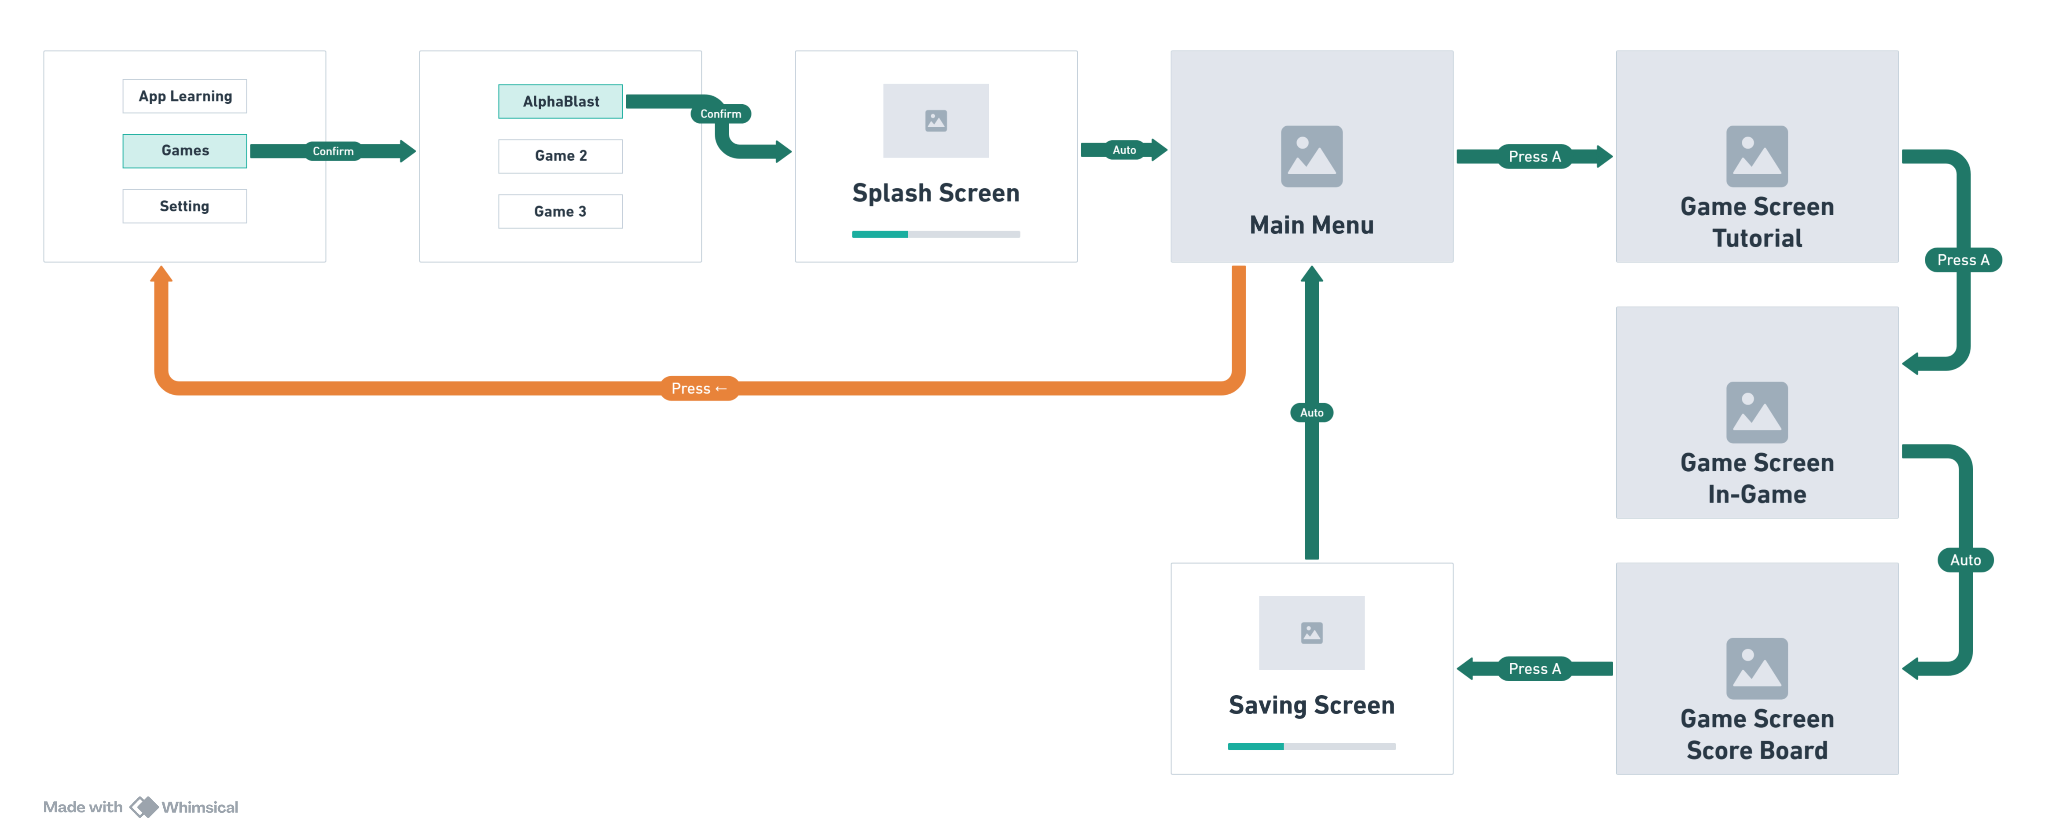 App Learning
Games
Setting
Confirm
AlphaBlast
Game 2
Game 3
Confirm
Splash Screen
Auto
Main Menu
Press A
Game Screen
Tutorial
Press A
Game Screen
In-Game
Auto
Game Screen
Score Board
Press A
Saving Screen
Auto
Press ←
Made with Whimsical